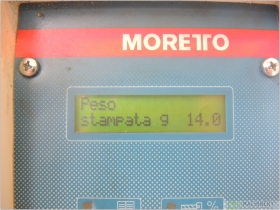 MORETTO
Peso
stampata g 14.0
%